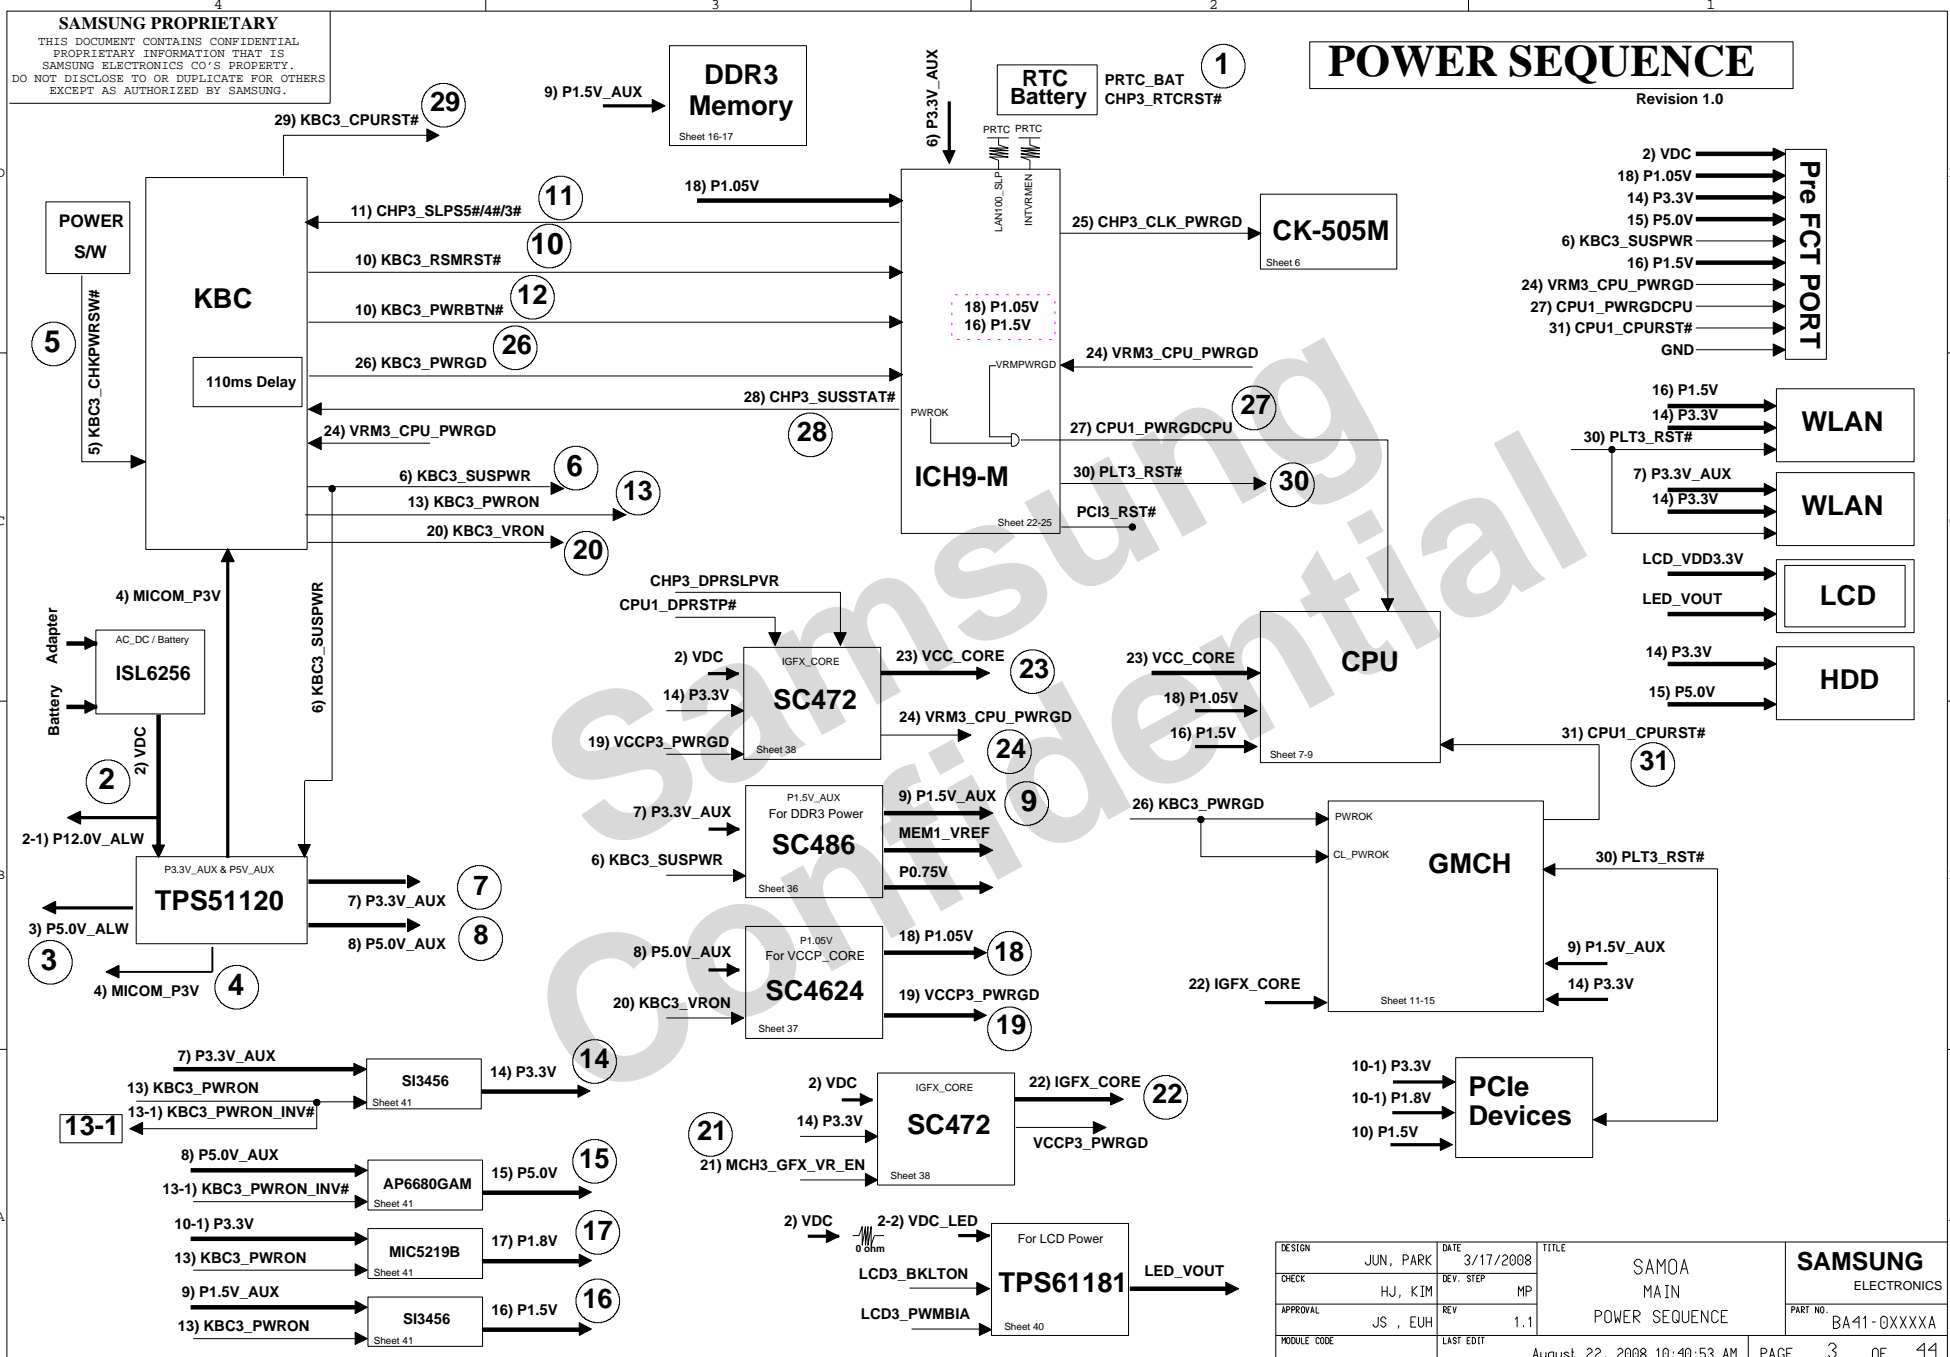 4
3
2
1
SAMSUNG PROPRIETARY
THIS DOCUMENT CONTAINS CONFIDENTIAL
PROPRIETARY INFORMATION THAT IS
SAMSUNG ELECTRONICS CO'S PROPERTY.
DO NOT DISCLOSE TO OR DUPLICATE FOR OTHERS
EXCEPT AS AUTHORIZED BY SAMSUNG.
POWER SEQUENCE
Revision 1.0
29) KBC3_CPURST#
29
9) P1.5V_AUX
DDR3
Memory
Sheet 16-17
6) P3.3V_AUX
RTC
Battery
PRTC_BAT
CHP3_RTCRST#
1
PRTC
PRTC
LAN100_SLP
INTVRMEN
POWER
S/W
5
5) KBC3_CHKPWRSW#
KBC
110ms Delay
18) P1.05V
11) CHP3_SLPS5#/4#/3#
11
10
10) KBC3_RSMRST#
12
10) KBC3_PWRBTN#
26
26) KBC3_PWRGD
28) CHP3_SUSSTAT#
28
24) VRM3_CPU_PWRGD
6) KBC3_SUSPWR
6
13) KBC3_PWRON
13
20) KBC3_VRON
20
18) P1.05V
16) P1.5V
VRMPWRGD
PWROK
ICH9-M
Sheet 22-25
25) CHP3_CLK_PWRGD
CK-505M
Sheet 6
24) VRM3_CPU_PWRGD
27
27) CPU1_PWRGDCPU
30) PLT3_RST#
30
PCI3_RST#
2) VDC
18) P1.05V
14) P3.3V
15) P5.0V
6) KBC3_SUSPWR
16) P1.5V
24) VRM3_CPU_PWRGD
27) CPU1_PWRGDCPU
31) CPU1_CPURST#
GND
Pre FCT PORT
16) P1.5V
14) P3.3V
30) PLT3_RST#
WLAN
7) P3.3V_AUX
14) P3.3V
WLAN
LCD_VDD3.3V
LED_VOUT
LCD
14) P3.3V
15) P5.0V
HDD
4) MICOM_P3V
6) KBC3_SUSPWR
Adapter
Battery
AC_DC / Battery
ISL6256
2) VDC
2
2-1) P12.0V_ALW
P3.3V_AUX & P5V_AUX
TPS51120
3) P5.0V_ALW
3
4) MICOM_P3V
4
7) P3.3V_AUX
7
8) P5.0V_AUX
8
CHP3_DPRSLPVR
CPU1_DPRSTP#
2) VDC
14) P3.3V
19) VCCP3_PWRGD
IGFX_CORE
SC472
Sheet 38
23) VCC_CORE
23
24) VRM3_CPU_PWRGD
24
7) P3.3V_AUX
6) KBC3_SUSPWR
P1.5V_AUX
For DDR3 Power
SC486
Sheet 36
9) P1.5V_AUX
9
MEM1_VREF
P0.75V
8) P5.0V_AUX
20) KBC3_VRON
P1.05V
For VCCP_CORE
SC4624
Sheet 37
18) P1.05V
18
19) VCCP3_PWRGD
19
23) VCC_CORE
18) P1.05V
16) P1.5V
CPU
Sheet 7-9
31) CPU1_CPURST#
31
26) KBC3_PWRGD
PWROK
CL_PWROK
GMCH
Sheet 11-15
22) IGFX_CORE
30) PLT3_RST#
9) P1.5V_AUX
14) P3.3V
7) P3.3V_AUX
13) KBC3_PWRON
13-1) KBC3_PWRON_INV#
13-1
SI3456
Sheet 41
14) P3.3V
14
8) P5.0V_AUX
13-1) KBC3_PWRON_INV#
AP6680GAM
Sheet 41
15) P5.0V
15
10-1) P3.3V
13) KBC3_PWRON
MIC5219B
Sheet 41
17) P1.8V
17
9) P1.5V_AUX
13) KBC3_PWRON
SI3456
Sheet 41
16) P1.5V
16
2) VDC
14) P3.3V
21
21) MCH3_GFX_VR_EN
IGFX_CORE
SC472
Sheet 38
22) IGFX_CORE
22
VCCP3_PWRGD
10-1) P3.3V
10-1) P1.8V
10) P1.5V
PCIe
Devices
2) VDC
0 ohm
2-2) VDC_LED
LCD3_BKLTON
LCD3_PWMBIA
For LCD Power
TPS61181
Sheet 40
LED_VOUT
Samsung
Confidential
DESIGN
JUN, PARK
DATE
3/17/2008
TITLE
SAMOA
MAIN
POWER SEQUENCE
SAMSUNG
ELECTRONICS
CHECK
HJ, KIM
DEV. STEP
MP
APPROVAL
JS , EUH
REV
1.1
PART NO.
BA41-0XXXXA
MODULE CODE
LAST EDIT
August 22, 2008 10:40:53 AM
PAGE 3 OF 44